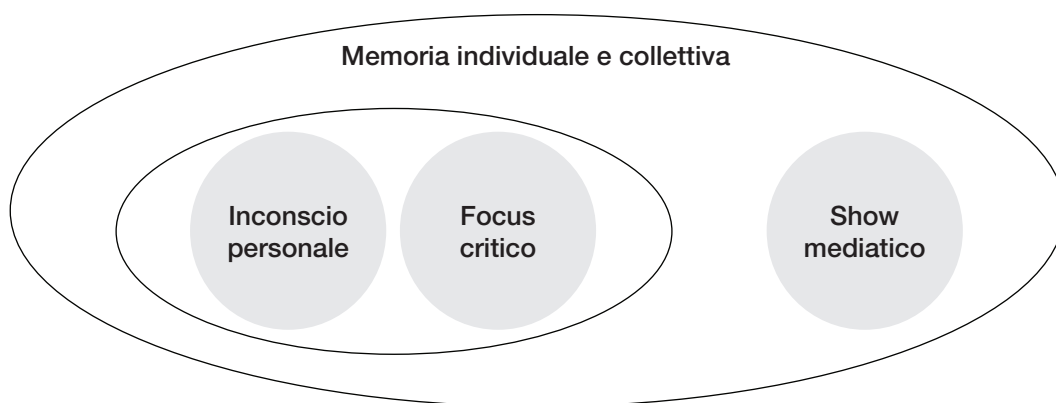 Memoria individuale e collettiva
Inconscio
personale
Focus
critico
Show
mediatico